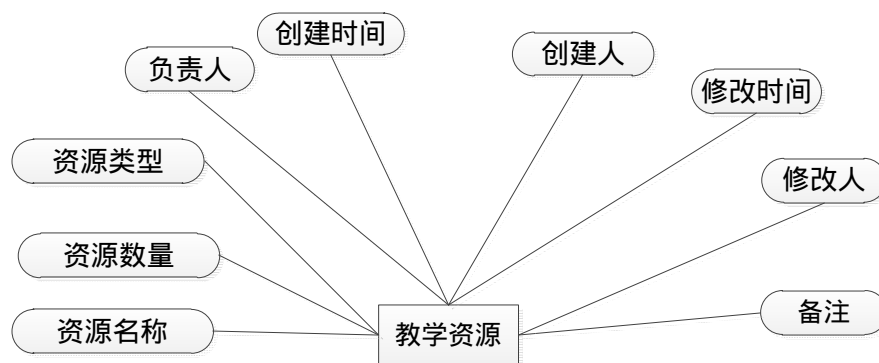 创建时间
创建人
负责人
修改时间
资源类型
修改人
资源数量
备注
资源名称
教学资源